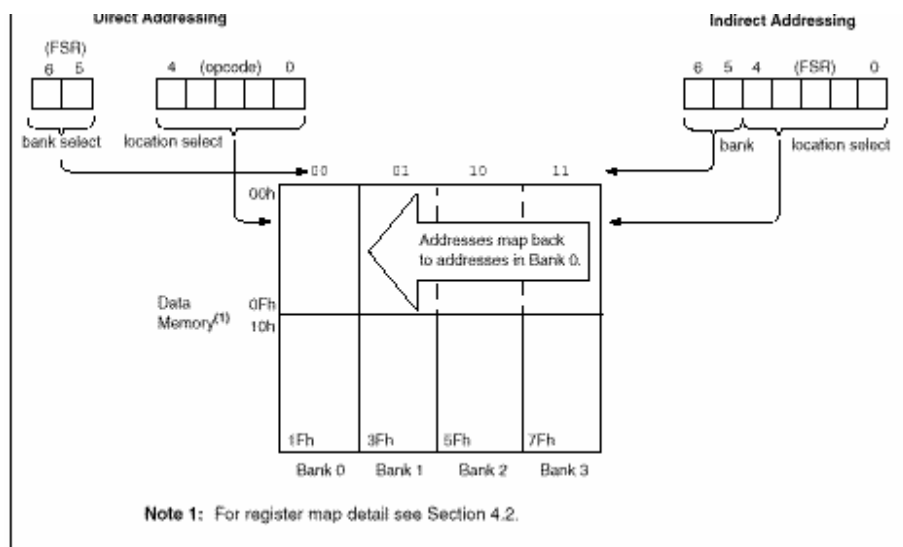 Direct Addressing
Indirect Addressing
(FSR)
6 5
4 (opcode) 0
6 5 4 (FSR) 0
bank select
location select
bank
location select
00 01 10 11
00h
Addresses map back
to addresses in Bank 0.
Data
Memory(1)
0Fh
10h
1Fh 3Fh 5Fh 7Fh
Bank 0 Bank 1 Bank 2 Bank 3
Note 1: For register map detail see Section 4.2.